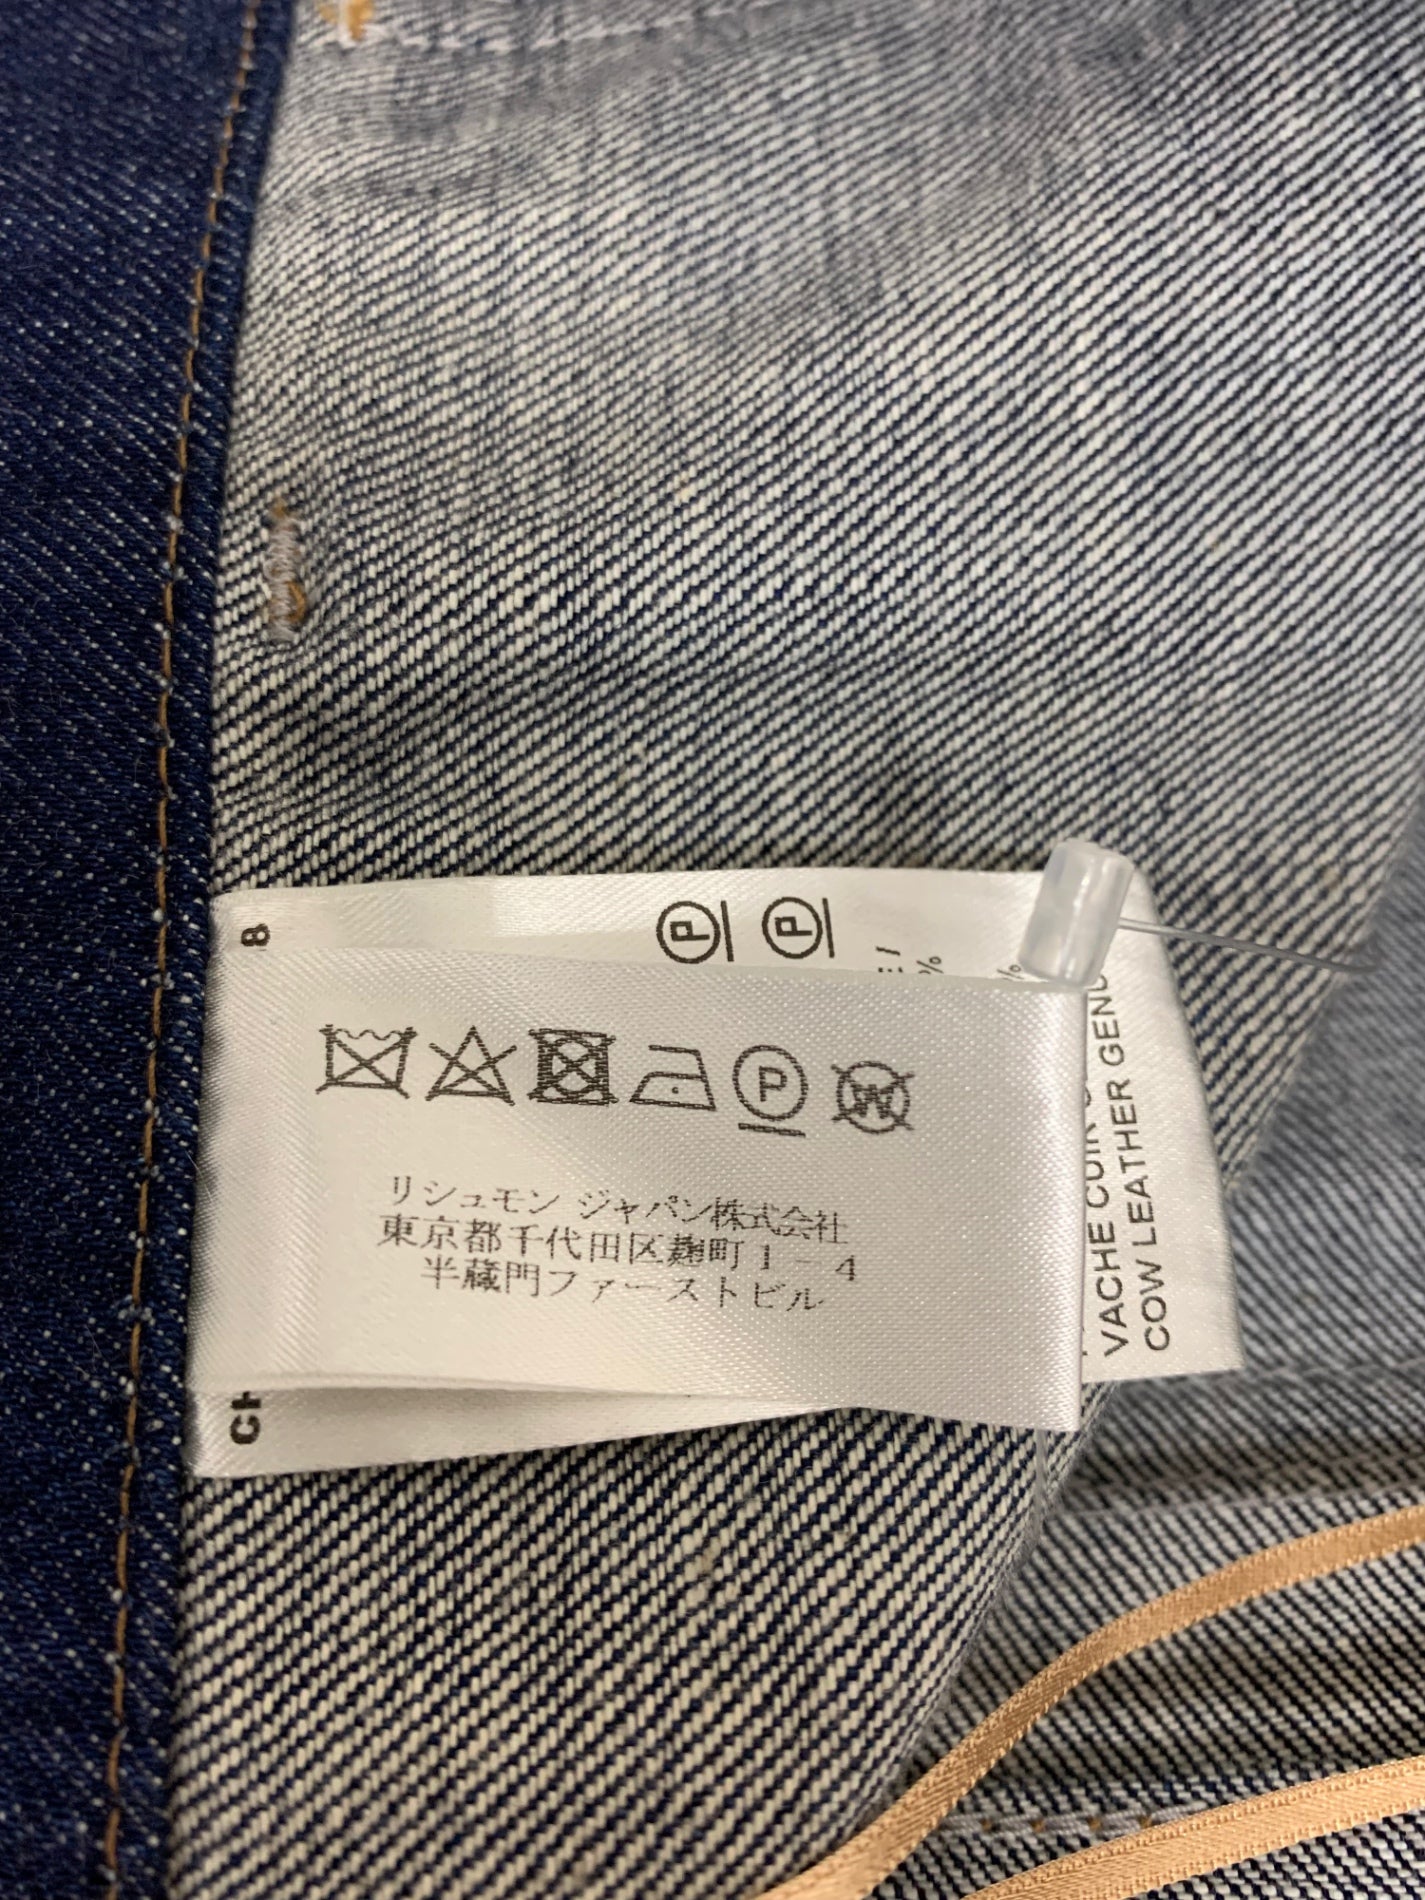 8
P P
E /
%
%
P
W
リシュモン ジャパン株式会社
東京都千代田区麹町1-4
半蔵門ファーストビル
CH
VACHE CUIR
COW LEATHER GEND